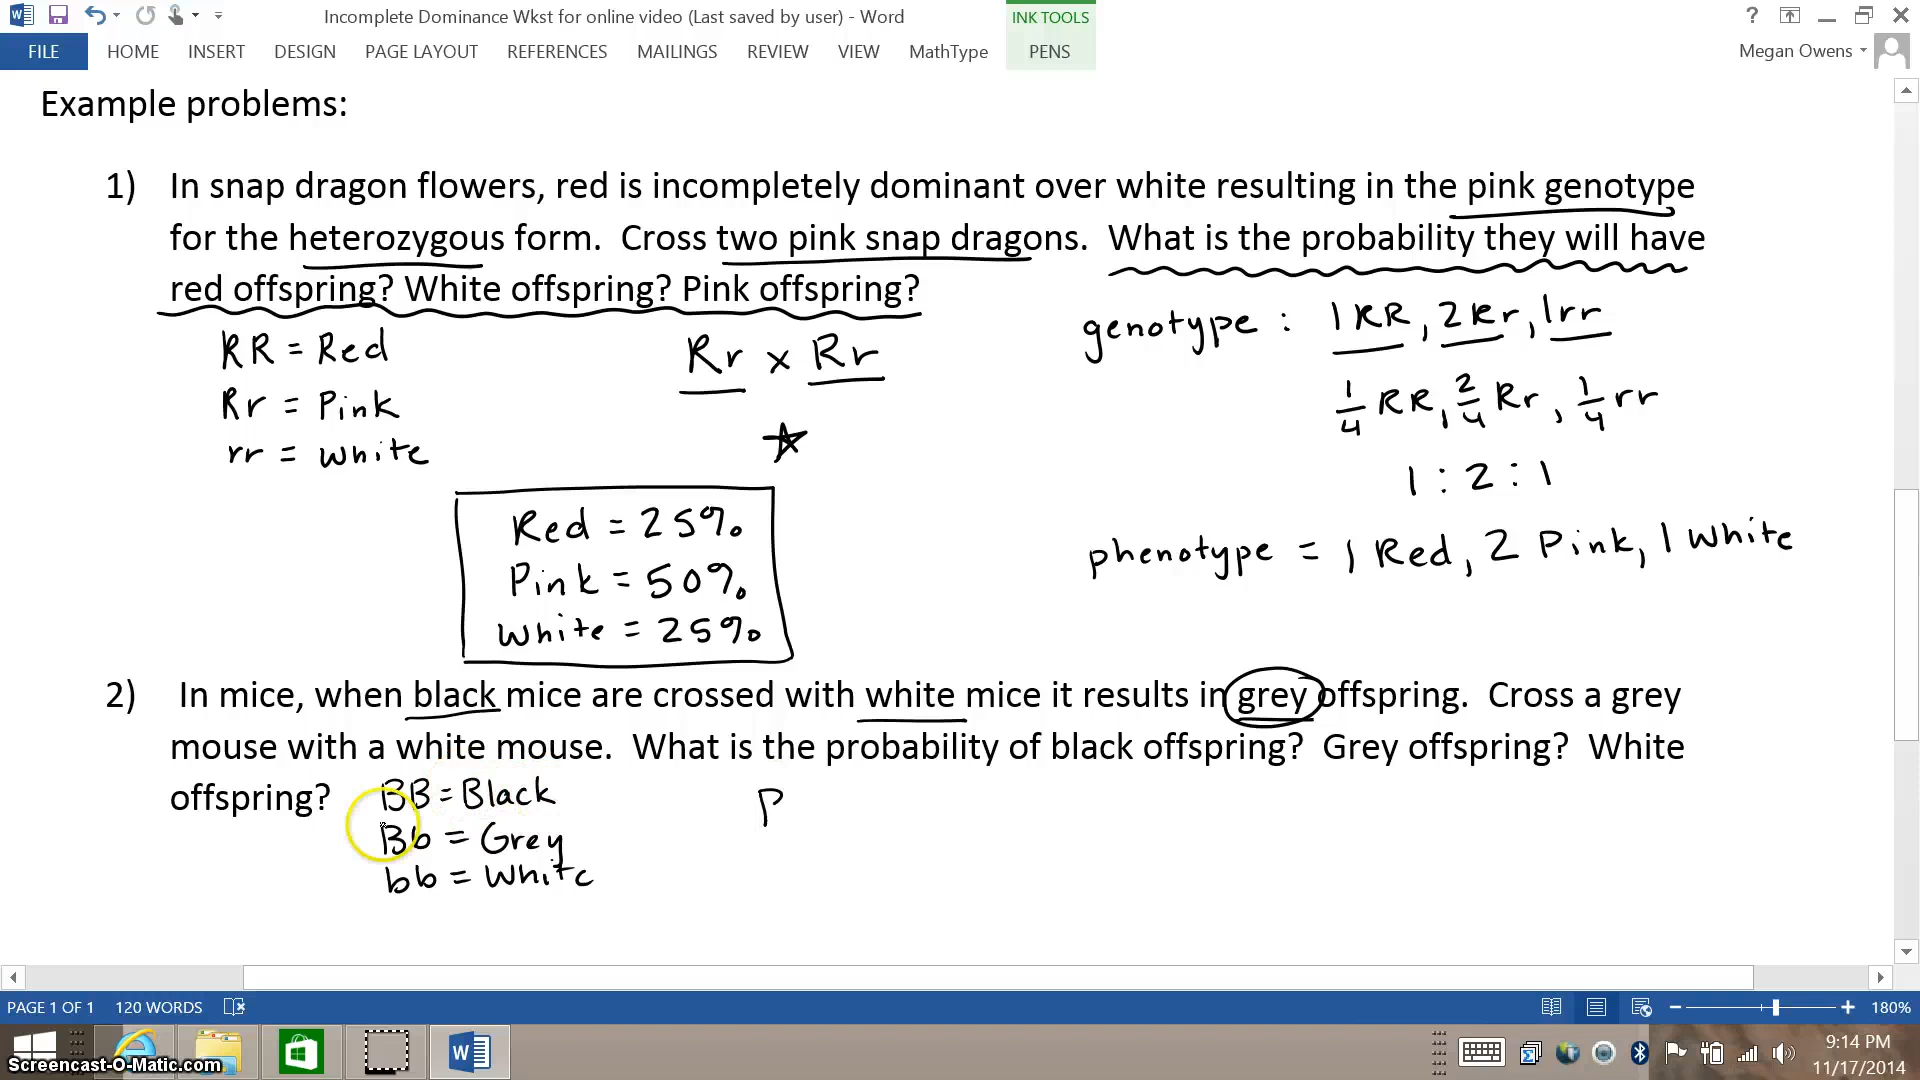 Incomplete Dominance Wkst for online video (Last saved by user) - Word
INK TOOLS
FILE HOME INSERT DESIGN PAGE LAYOUT REFERENCES MAILINGS REVIEW VIEW MathType PENS
Megan Owens
Example problems:
1) In snap dragon flowers, red is incompletely dominant over white resulting in the pink genotype
for the heterozygous form. Cross two pink snap dragons. What is the probability they will have
red offspring? White offspring? Pink offspring?
RR = Red
Rr = Pink
rr = white
Rr x Rr
Red = 25%
Pink = 50%
white = 25%
genotype : 1 RR, 2 Rr, 1 rr
1/4 RR, 2/4 Rr, 1/4 rr
1 : 2 : 1
phenotype = 1 Red, 2 Pink, 1 white
2) In mice, when black mice are crossed with white mice it results in grey offspring. Cross a grey
mouse with a white mouse. What is the probability of black offspring? Grey offspring? White
offspring?
BB = Black
Bb = Grey
bb = White
PAGE 1 OF 1 120 WORDS
180%
Screencast-O-Matic.com
9:14 PM
11/17/2014